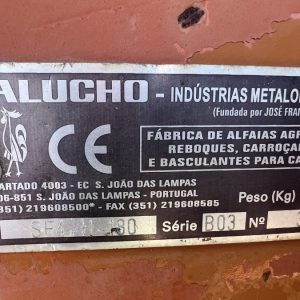 ALUCHO - INDÚSTRIAS METALO
(Fundada por JOSÉ FRAN
CE
FÁBRICA DE ALFAIAS AGR
REBOQUES, CARROÇA
E BASCULANTES PARA CA
ARTADO 4003 - EC S. JOÃO DAS LAMPAS
06-851 S. JOÃO DAS LAMPAS - PORTUGAL
351) 219608500* - FAX (351) 219608585
Peso (Kg)
Série B03 Nº